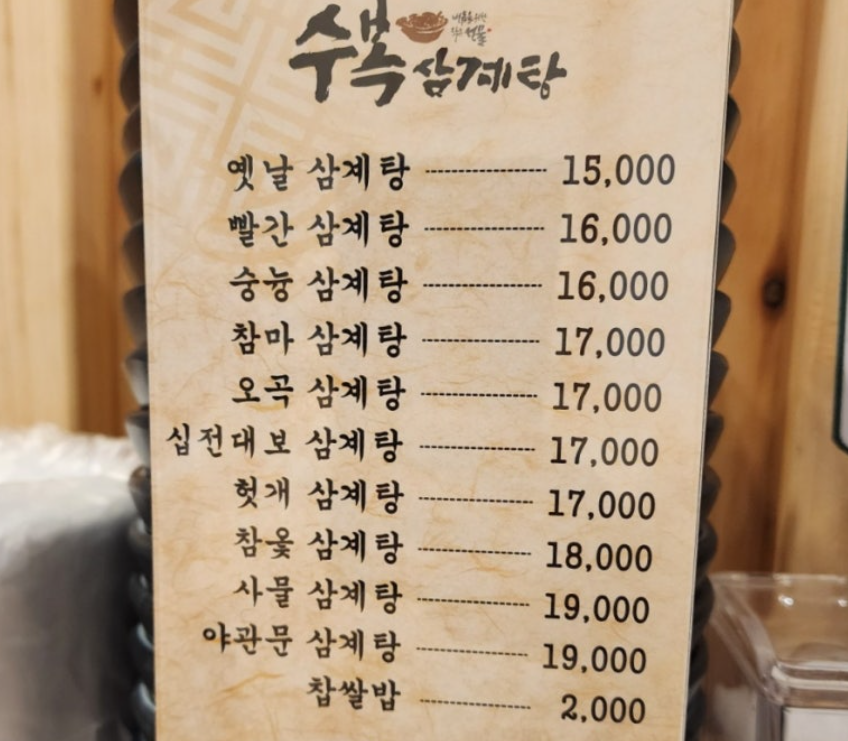 수복 삼계탕
옛날 삼계탕 15,000
빨간 삼계탕 16,000
숭늉 삼계탕 16,000
참마 삼계탕 17,000
오곡 삼계탕 17,000
십전대보 삼계탕 17,000
헛개 삼계탕 17,000
참옻 삼계탕 18,000
사물 삼계탕 19,000
야관문 삼계탕 19,000
찹쌀밥 2,000